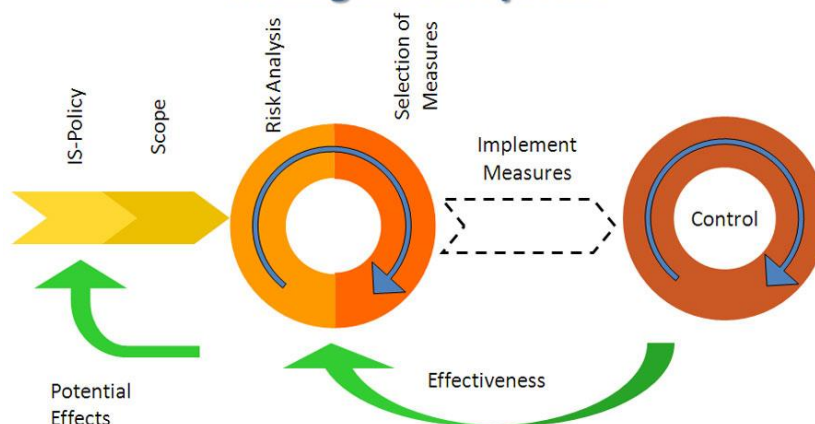 IS-Policy
Scope
Risk Analysis
Selection of
Measures
Implement
Measures
Control
Potential
Effects
Effectiveness